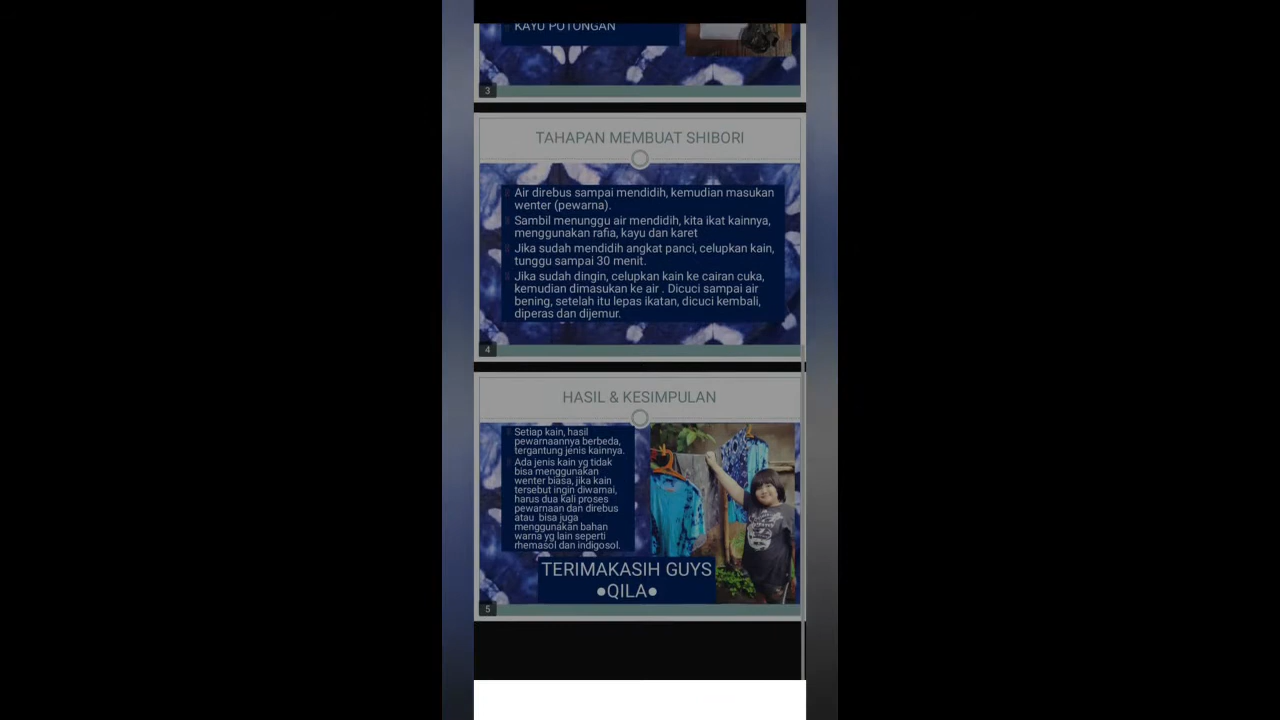 KAYU POTONGAN
3
TAHAPAN MEMBUAT SHIBORI
Air direbus sampai mendidih, kemudian masukan
wenter (pewarna).
Sambil menunggu air mendidih, kita ikat kainnya,
menggunakan rafia, kayu dan karet
Jika sudah mendidih angkat panci, celupkan kain,
tunggu sampai 30 menit.
Jika sudah dingin, celupkan kain ke cairan cuka,
kemudian dimasukan ke air . Dicuci sampai air
bening, setelah itu lepas ikatan, dicuci kembali,
diperas dan dijemur.
4
HASIL & KESIMPULAN
Setiap kain, hasil
pewarnaannya berbeda,
tergantung jenis kainnya.
Ada jenis kain yg tidak
bisa menggunakan
wenter biasa, jika kain
tersebut ingin diwarnai,
harus dua kali proses
pewarnaan dan direbus
atau bisa juga
menggunakan bahan
warna yg lain seperti
rhemasol dan indigosol.
TERIMAKASIH GUYS
●QILA●
5